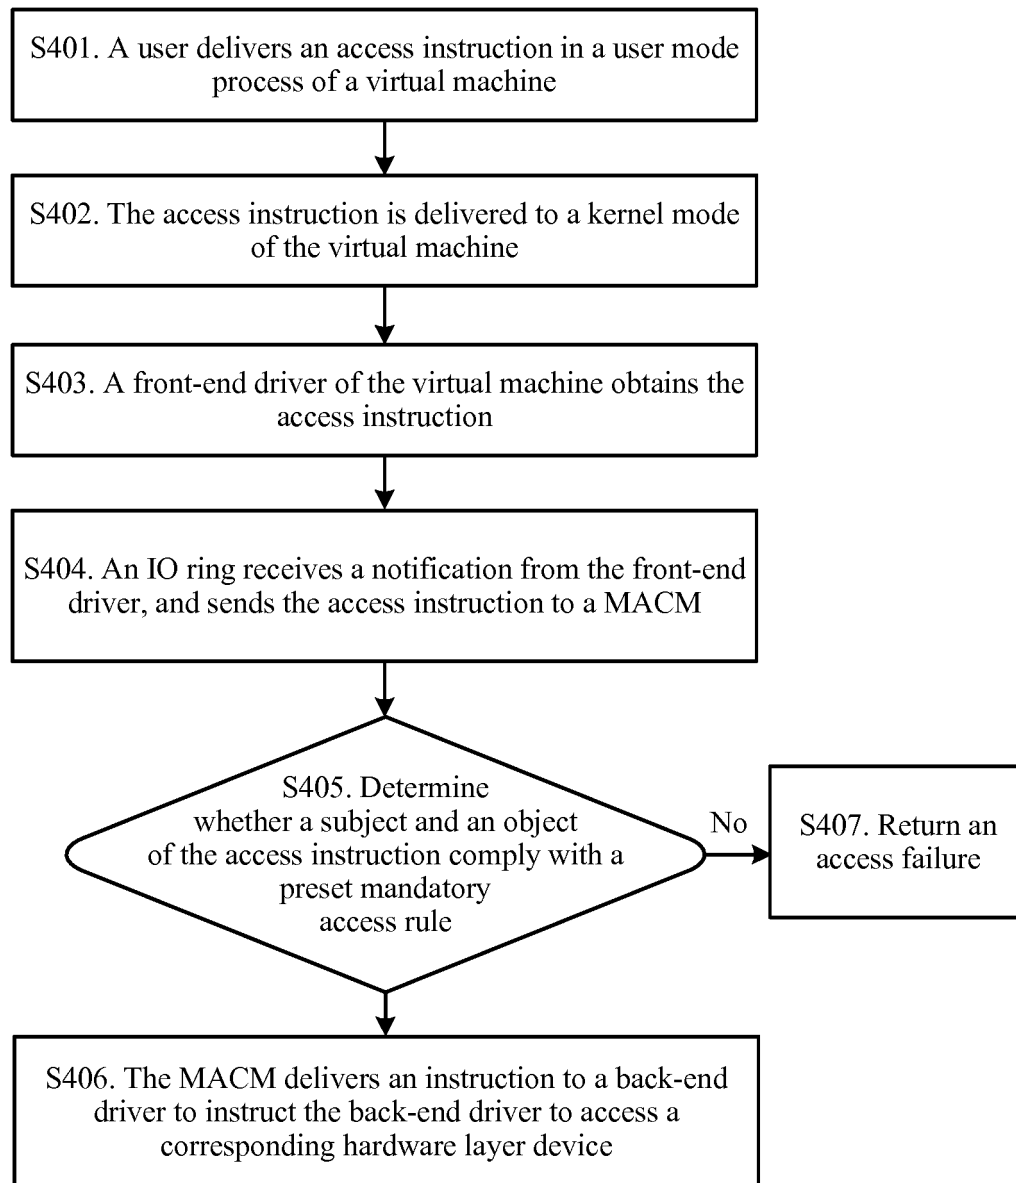 S401. A user delivers an access instruction in a user mode
process of a virtual machine
S402. The access instruction is delivered to a kernel mode
of the virtual machine
S403. A front-end driver of the virtual machine obtains the
access instruction
S404. An IO ring receives a notification from the front-end
driver, and sends the access instruction to a MACM
S405. Determine
whether a subject and an object
of the access instruction comply with a
preset mandatory
access rule
No
S407. Return an
access failure
S406. The MACM delivers an instruction to a back-end
driver to instruct the back-end driver to access a
corresponding hardware layer device